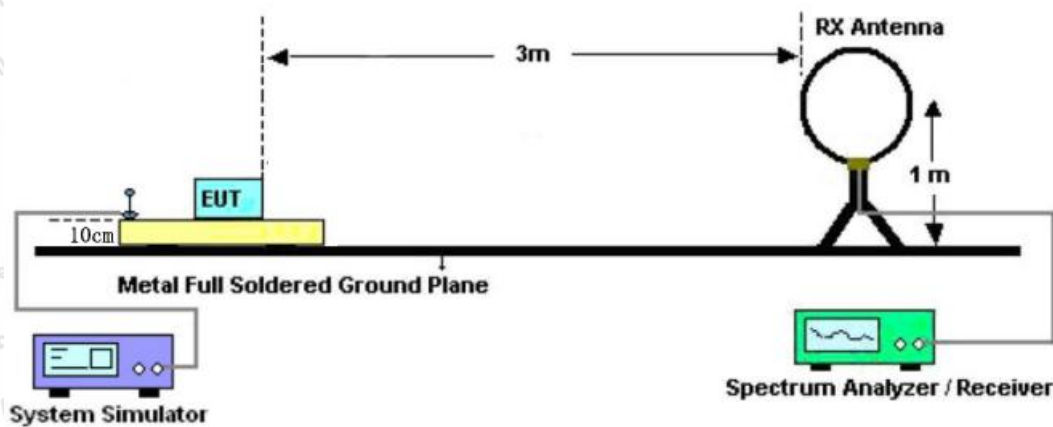 RX Antenna
3m
1 m
EUT
10cm
Metal Full Soldered Ground Plane
System Simulator
Spectrum Analyzer / Receiver